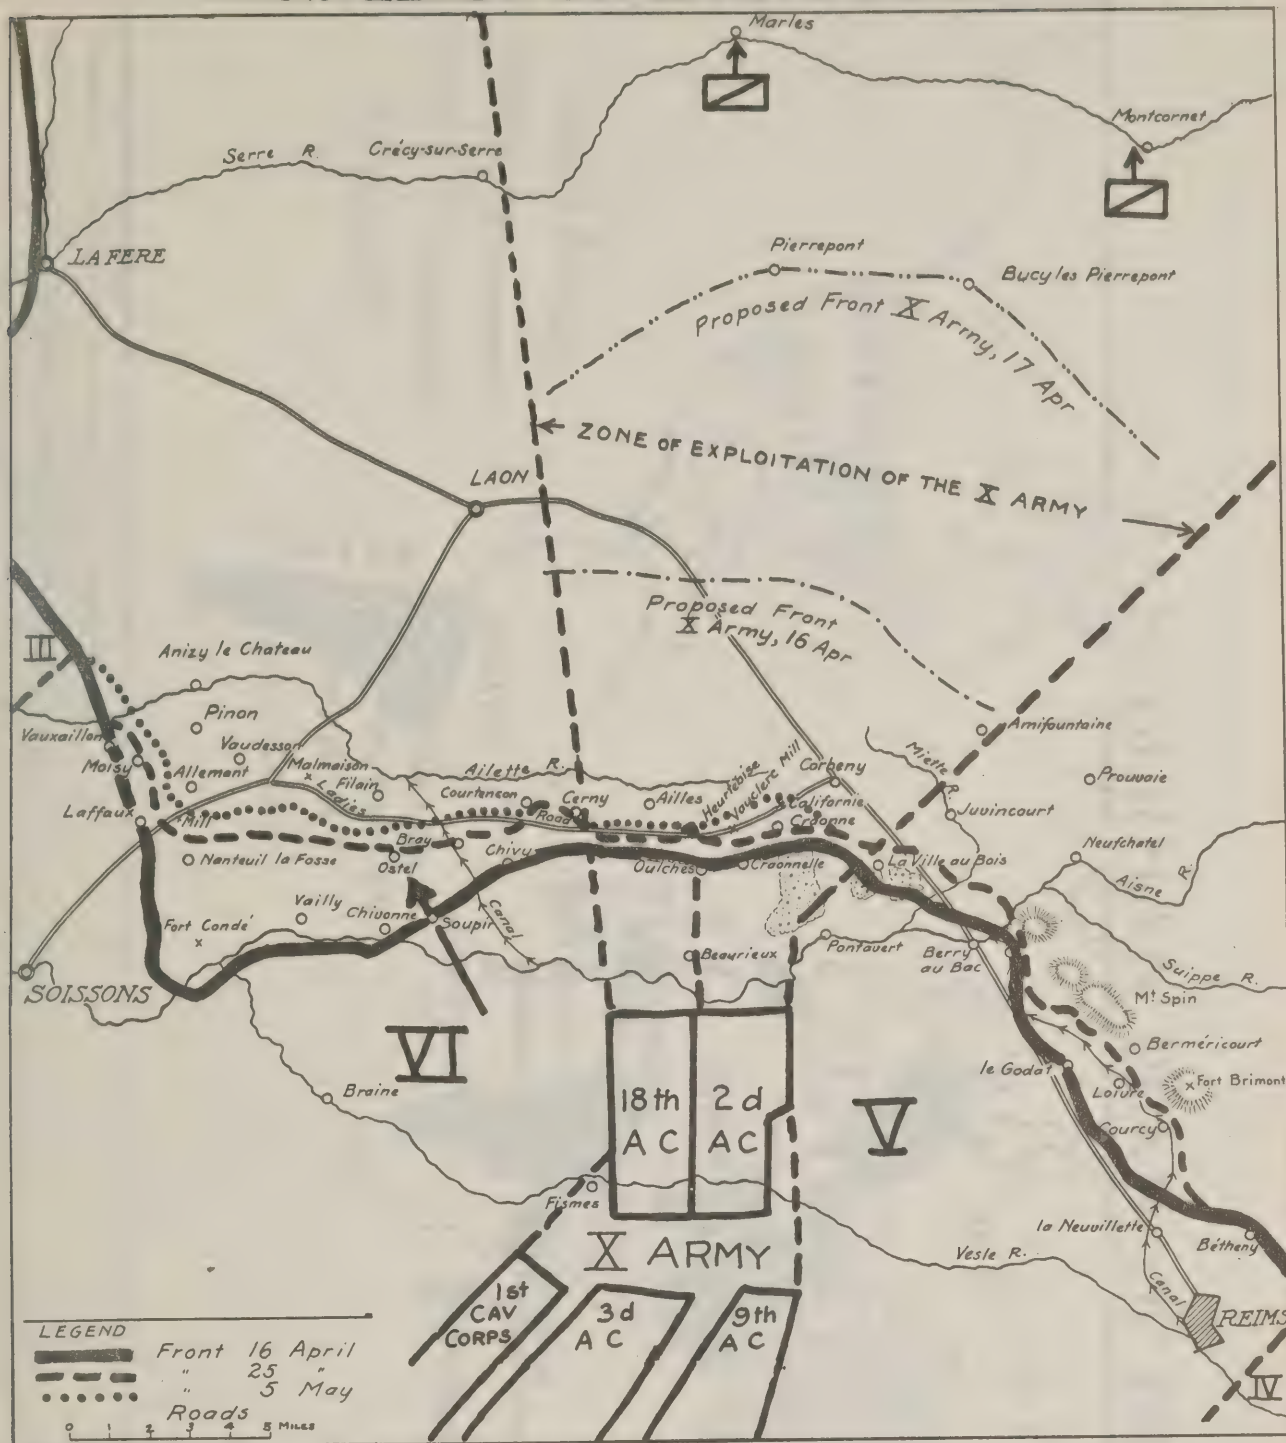 Marles
Montcornet
Serre R.
Crécy-sur-Serre
LA FERE
Pierrepont
Bucy les Pierrepont
Proposed Front X Army, 17 Apr
ZONE OF EXPLOITATION OF THE X ARMY
LAON
Proposed Front
X Army, 16 Apr
III
Anizy le Chateau
Pinon
Vauxaillon
Vaudesson
Moisy
Allemant
Malmaison
Filain
Ailette R.
Courtencon
Cerny
Ailles
Heurtebise
Vauclerc Mill
Corbeny
Californie
Craonne
Miette R.
Amifountaine
Prouvaie
Juvincourt
Laffaux
Mill
Ladies
Road
Bray
Chivy
Nanteuil la Fosse
Ostel
Oulches
Craonnelle
La Ville au Bois
Neufchatel
Aisne R.
Vailly
Chivonne
Soupir
Canal
Fort Condé
Beaurieux
Pontavert
Berry
au Bac
Suippe R.
SOISSONS
Mt Spin
VI
Berméricourt
le Godat
Loivre
Fort Brimont
Braine
18th
A C
2d
A C
V
Courcy
Fismes
la Neuvillette
Bétheny
X ARMY
Vesle R.
1st
CAV
CORPS
3d
A C
9th
A C
Canal
REIMS
IV
LEGEND
Front 16 April
" 25 "
" 5 May
Roads
0 1 2 3 4 5 MILES